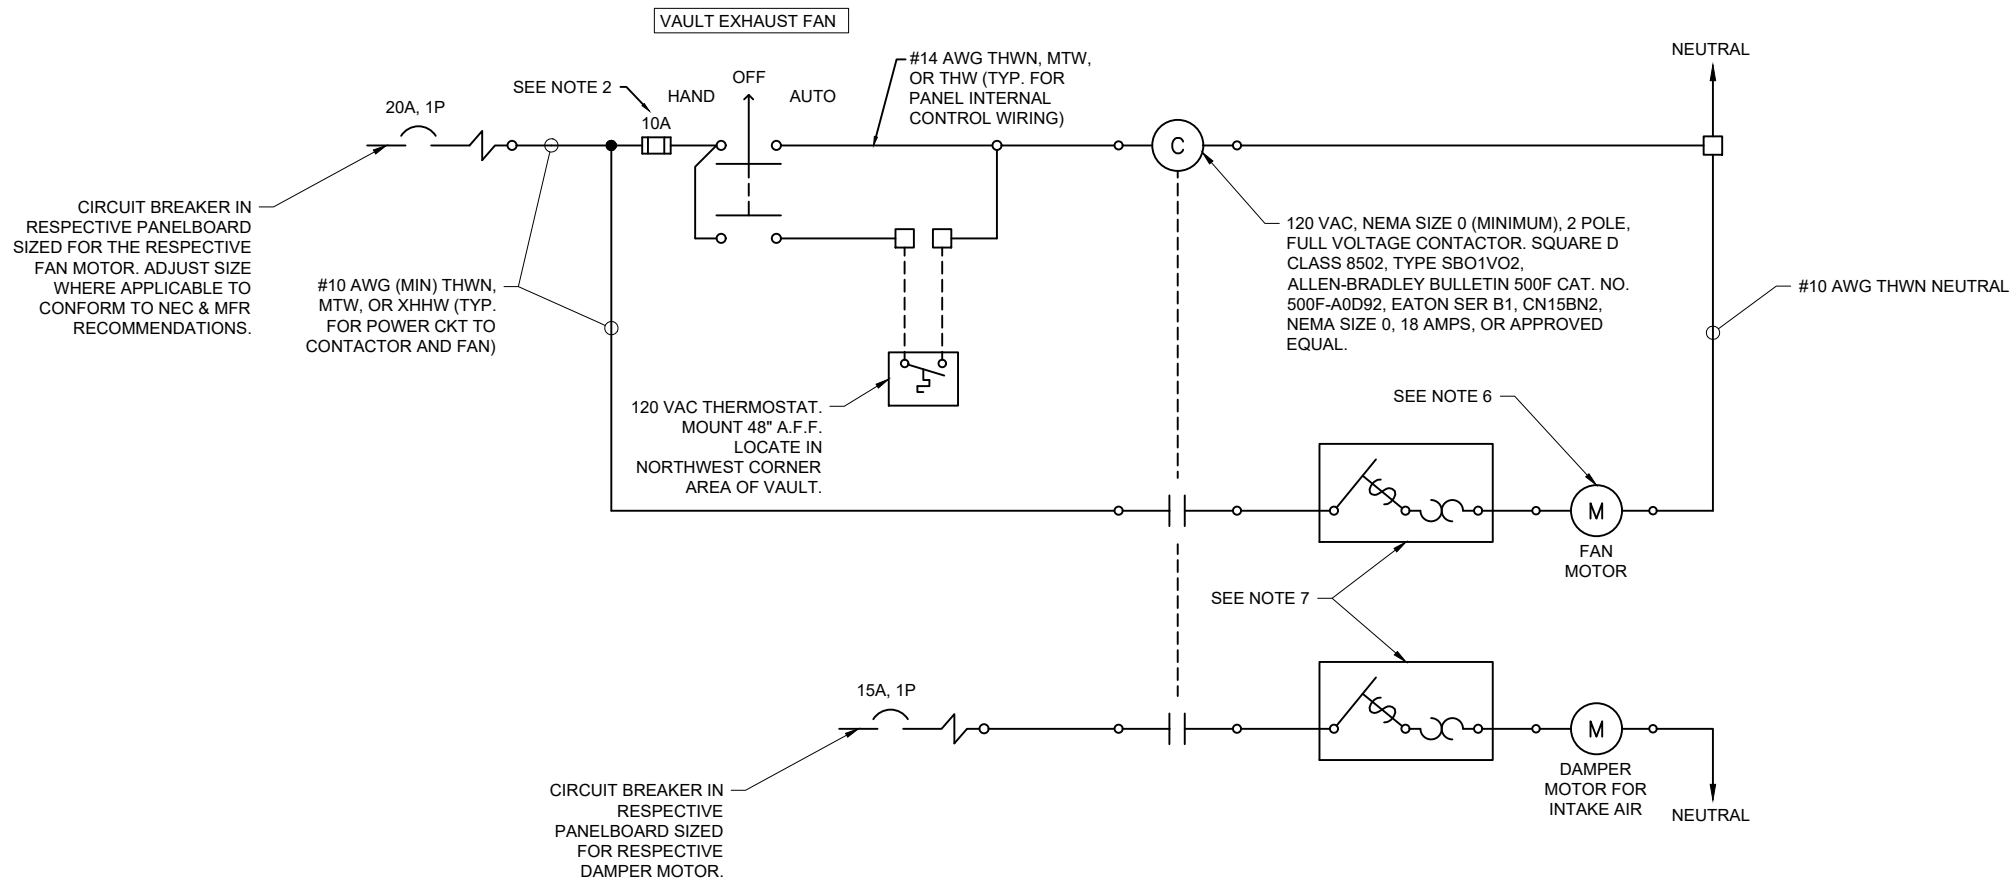 VAULT EXHAUST FAN
NEUTRAL
#14 AWG THWN, MTW,
OR THW (TYP. FOR
PANEL INTERNAL
CONTROL WIRING)
OFF
SEE NOTE 2
HAND
AUTO
20A, 1P
10A
C
CIRCUIT BREAKER IN
RESPECTIVE PANELBOARD
SIZED FOR THE RESPECTIVE
FAN MOTOR. ADJUST SIZE
WHERE APPLICABLE TO
CONFORM TO NEC & MFR
RECOMMENDATIONS.
#10 AWG (MIN) THWN,
MTW, OR XHHW (TYP.
FOR POWER CKT TO
CONTACTOR AND FAN)
120 VAC, NEMA SIZE 0 (MINIMUM), 2 POLE,
FULL VOLTAGE CONTACTOR. SQUARE D
CLASS 8502, TYPE SBO1VO2,
ALLEN-BRADLEY BULLETIN 500F CAT. NO.
500F-A0D92, EATON SER B1, CN15BN2,
NEMA SIZE 0, 18 AMPS, OR APPROVED
EQUAL.
#10 AWG THWN NEUTRAL
120 VAC THERMOSTAT.
MOUNT 48" A.F.F.
LOCATE IN
NORTHWEST CORNER
AREA OF VAULT.
SEE NOTE 6
M
FAN
MOTOR
SEE NOTE 7
15A, 1P
M
DAMPER
MOTOR FOR
INTAKE AIR
NEUTRAL
CIRCUIT BREAKER IN
RESPECTIVE
PANELBOARD SIZED
FOR RESPECTIVE
DAMPER MOTOR.